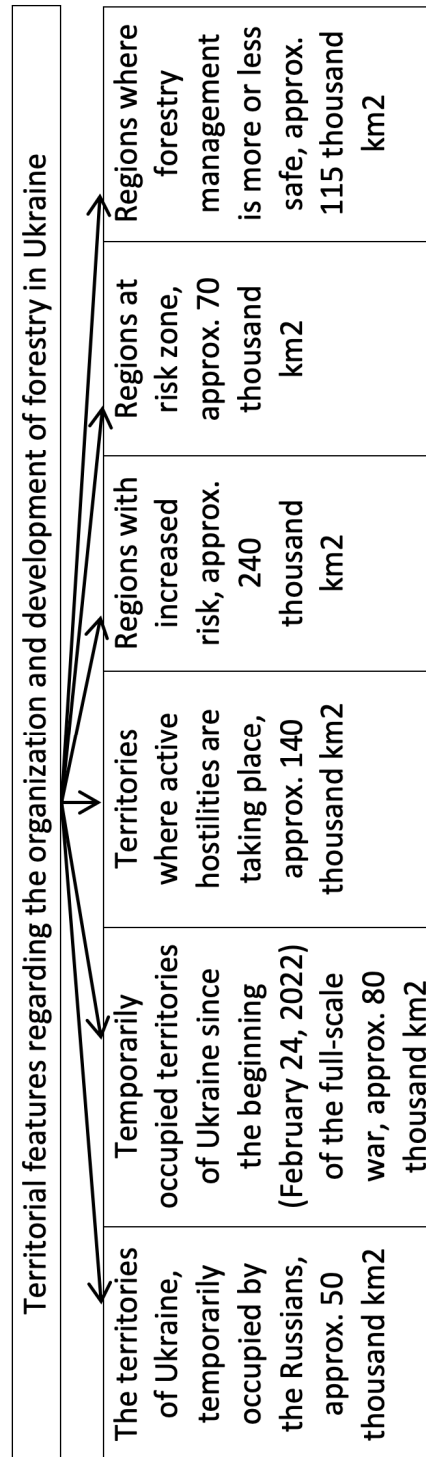 Territorial features regarding the organization and development of forestry in Ukraine
The territories
of Ukraine,
temporarily
occupied by
the Russians,
approx. 50
thousand km2
Temporarily
occupied territories
of Ukraine since
the beginning
(February 24, 2022)
of the full-scale
war, approx. 80
thousand km2
Territories
where active
hostilities are
taking place,
approx. 140
thousand km2
Regions with
increased
risk, approx.
240
thousand
km2
Regions at
risk zone,
approx. 70
thousand
km2
Regions where
forestry
management
is more or less
safe, approx.
115 thousand
km2